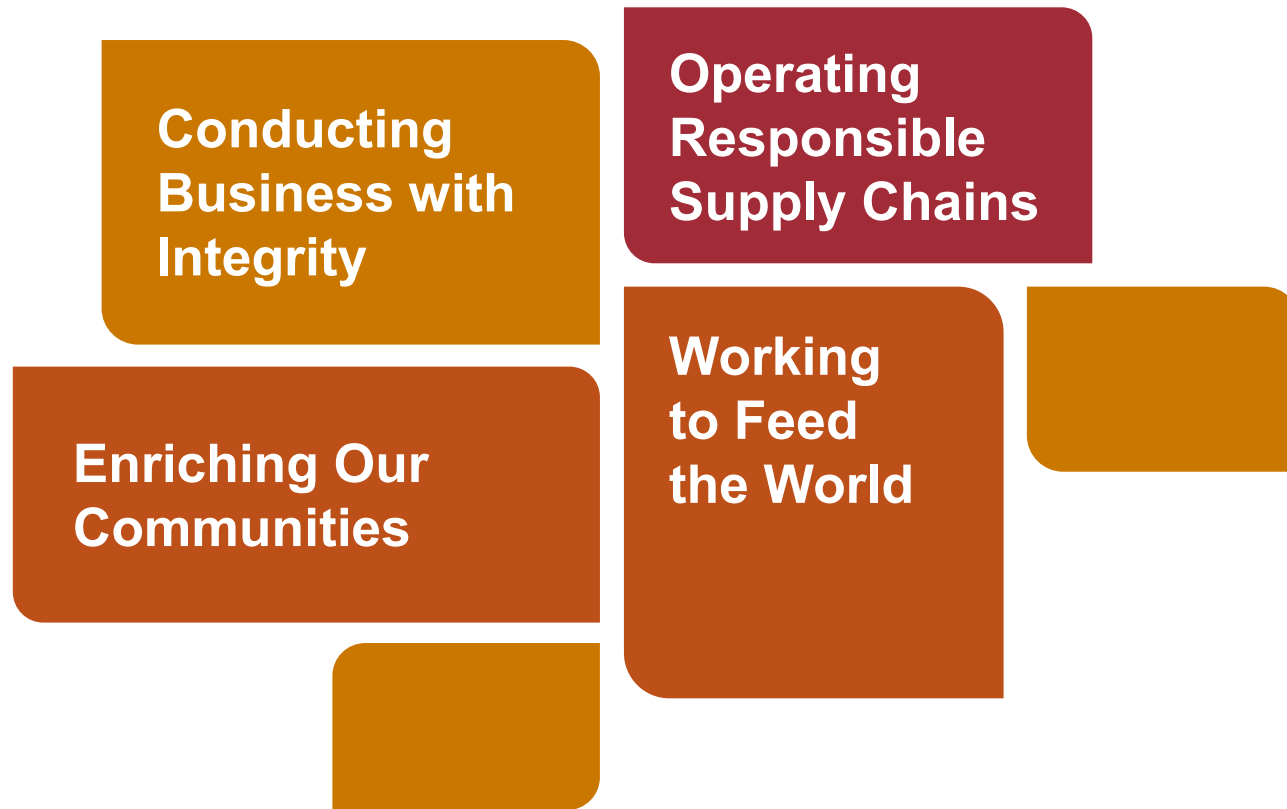 Conducting
Business with
Integrity
Operating
Responsible
Supply Chains
Enriching Our
Communities
Working
to Feed
the World